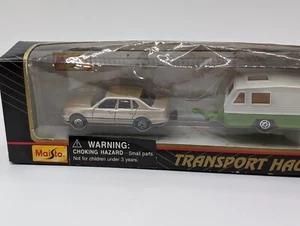 Maisto
WARNING:
CHOKING HAZARD - Small parts.
Not for children under 3 years.
TRANSPORT HAU